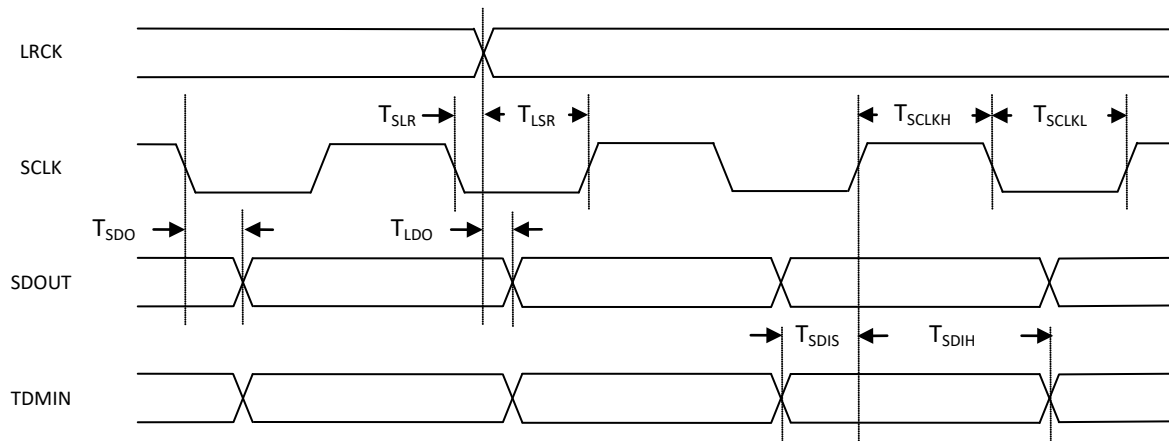 LRCK
T_SLR
T_LSR
T_SCLKH
T_SCLKL
SCLK
T_SDO
T_LDO
SDOUT
T_SDIS
T_SDIH
TDMIN